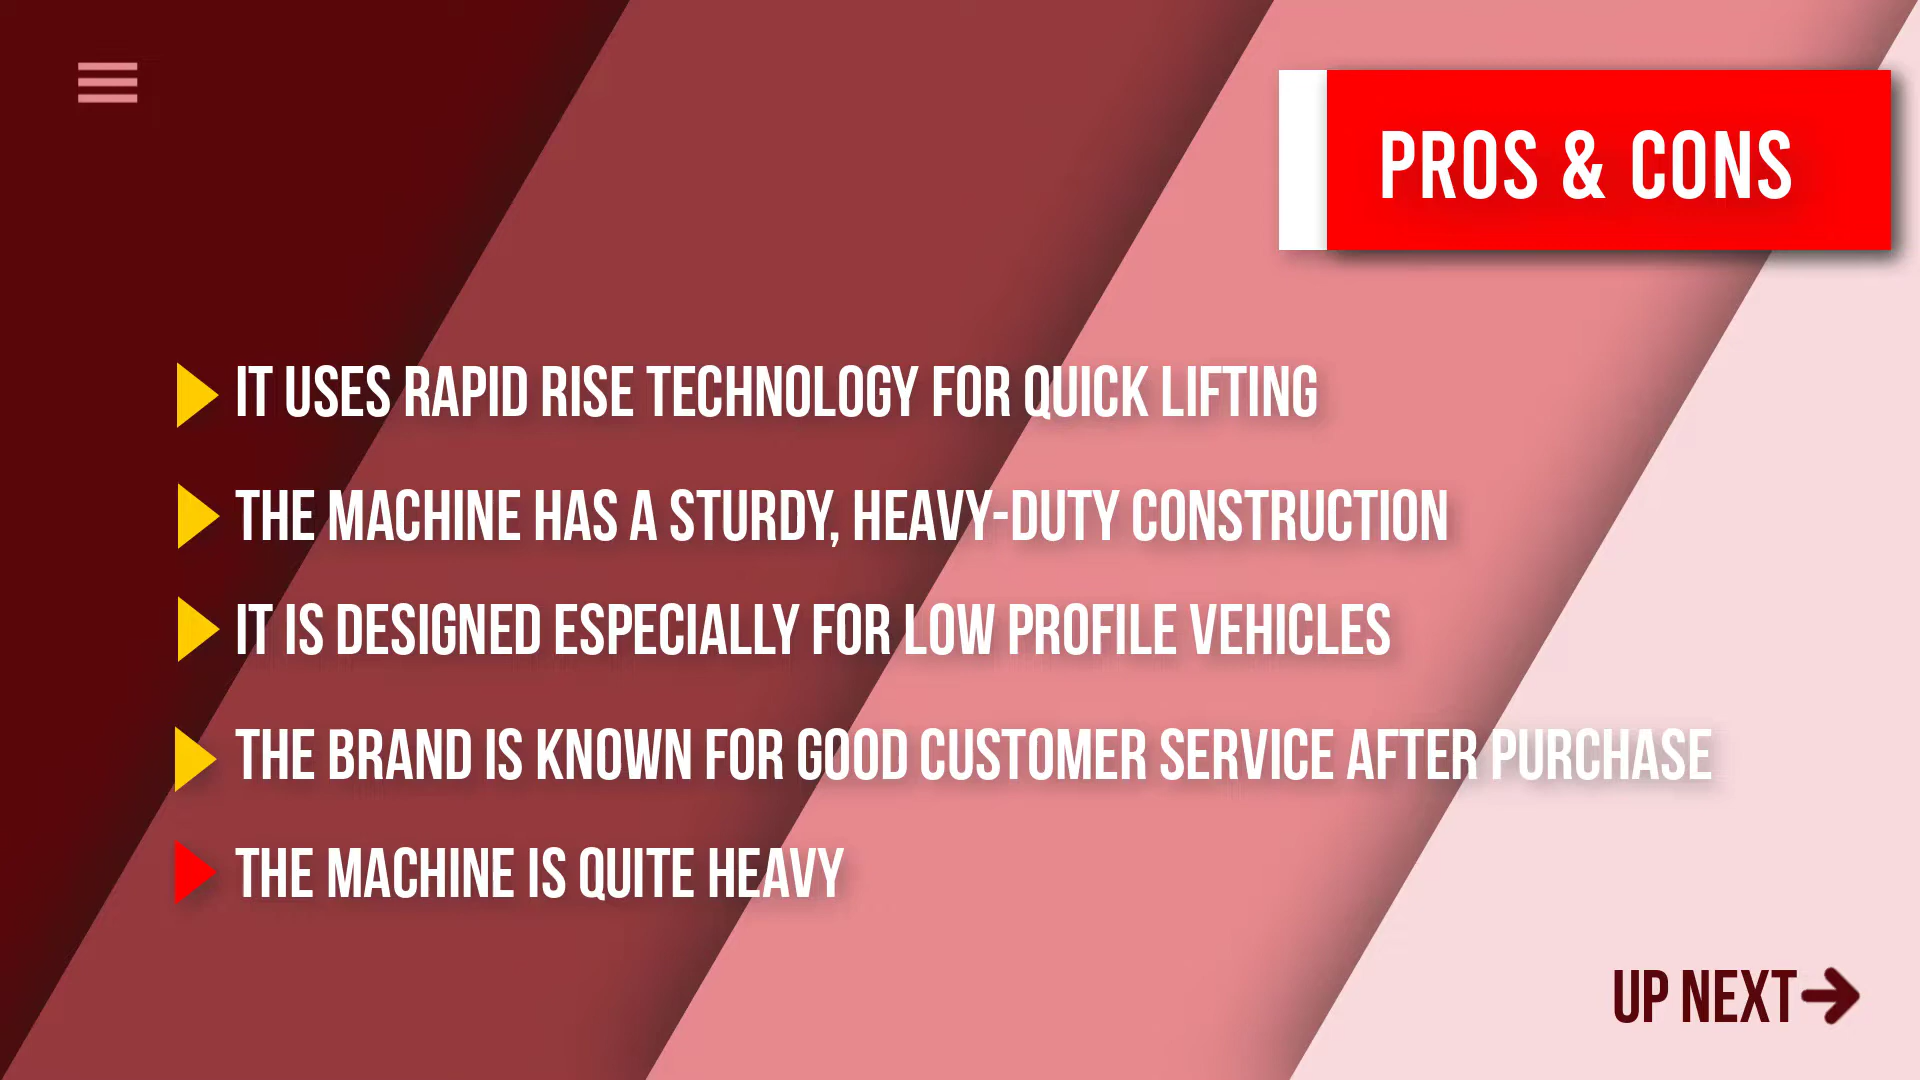 PROS & CONS
IT USES RAPID RISE TECHNOLOGY FOR QUICK LIFTING
THE MACHINE HAS A STURDY, HEAVY-DUTY CONSTRUCTION
IT IS DESIGNED ESPECIALLY FOR LOW PROFILE VEHICLES
THE BRAND IS KNOWN FOR GOOD CUSTOMER SERVICE AFTER PURCHASE
THE MACHINE IS QUITE HEAVY
UP NEXT